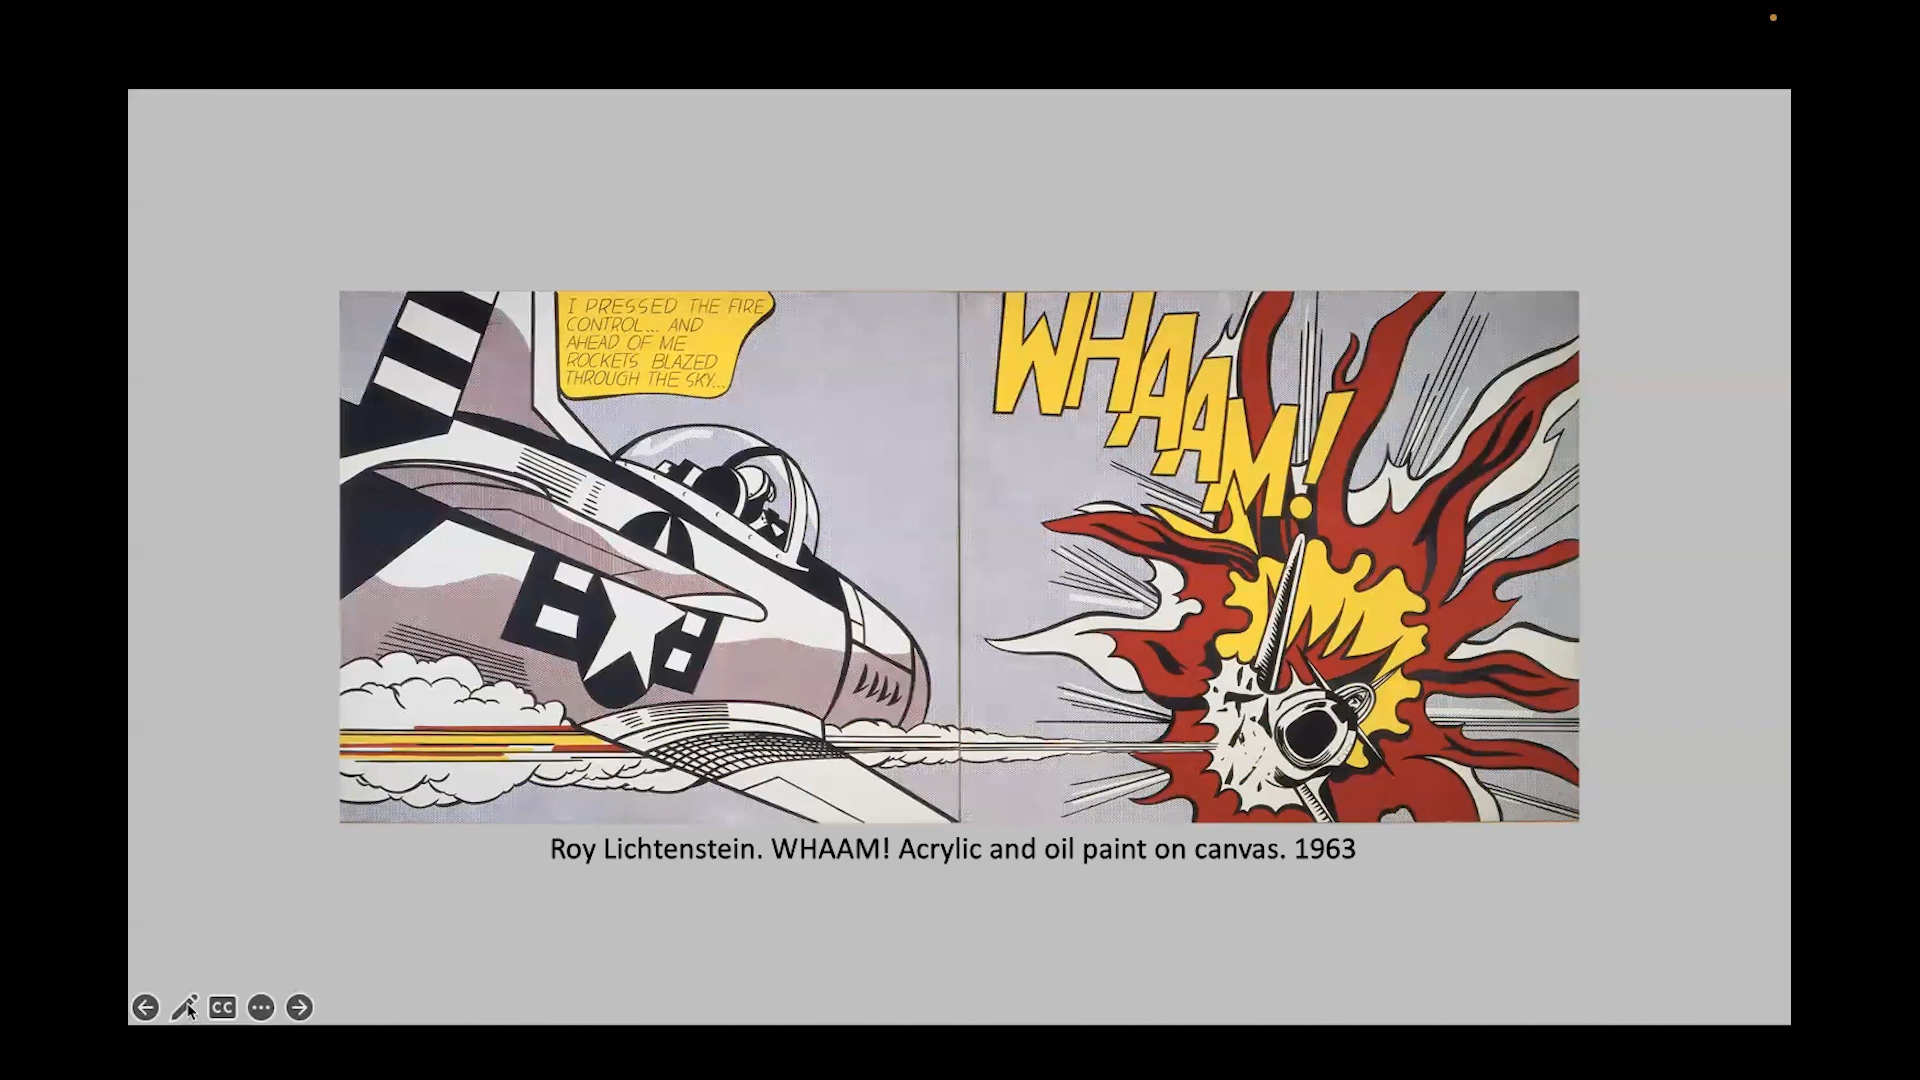 I PRESSED THE FIRE
CONTROL... AND
AHEAD OF ME
ROCKETS BLAZED
THROUGH THE SKY...
WHAAM!
Roy Lichtenstein. WHAAM! Acrylic and oil paint on canvas. 1963
CC